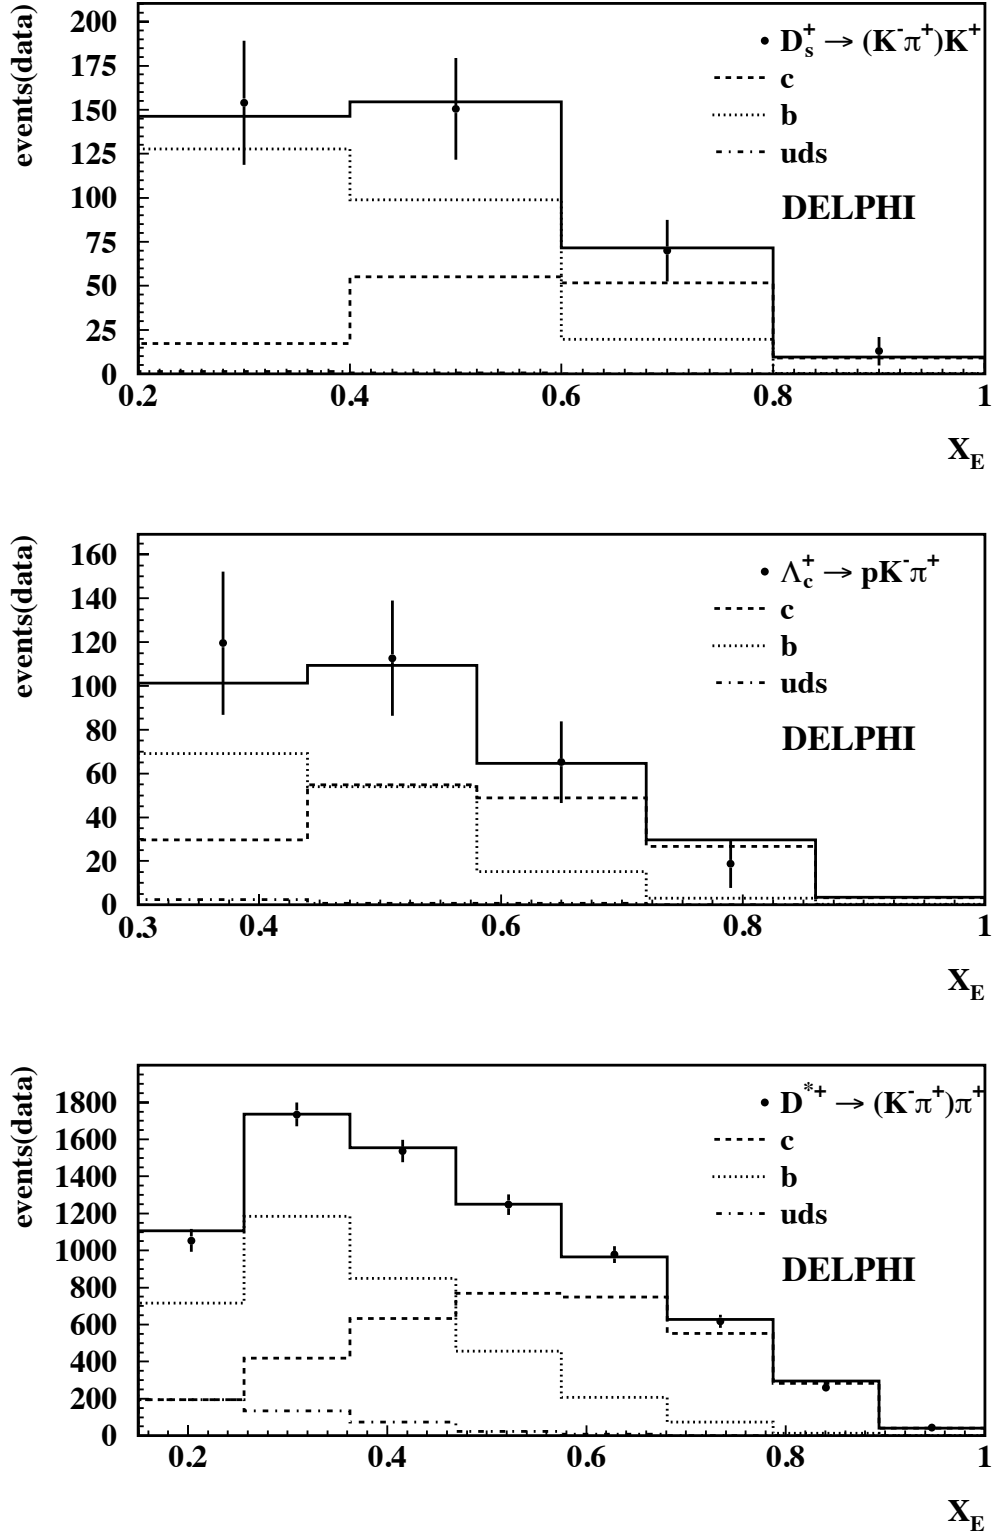 events(data)
200
175
150
125
100
75
50
25
0
0.2 0.4 0.6 0.8 1
X_E
• D_s^+ → (K^-π^+)K^+
c
b
uds
DELPHI
events(data)
160
140
120
100
80
60
40
20
0
0.3 0.4 0.6 0.8 1
X_E
• Λ_c^+ → pK^-π^+
c
b
uds
DELPHI
events(data)
1800
1600
1400
1200
1000
800
600
400
200
0
0.2 0.4 0.6 0.8 1
X_E
• D^{*+} → (K^-π^+)π^+
c
b
uds
DELPHI